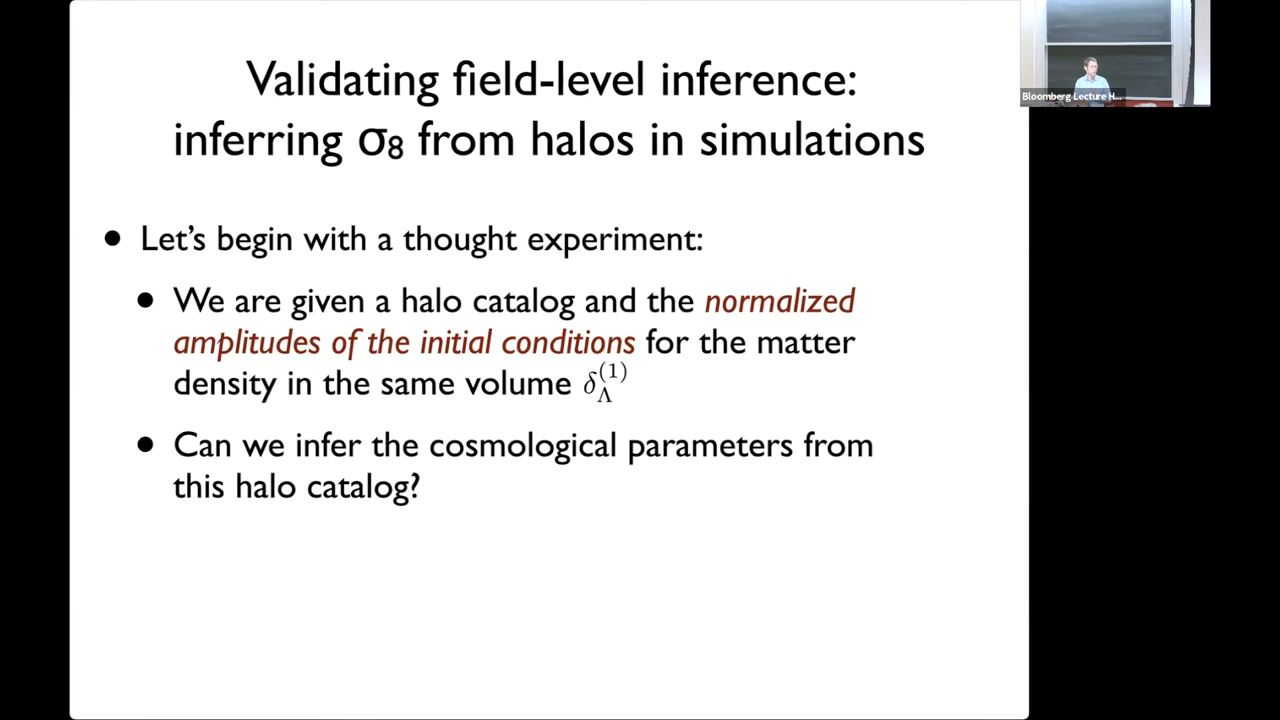 Validating field-level inference:
inferring σ₈ from halos in simulations
• Let's begin with a thought experiment:
• We are given a halo catalog and the normalized
amplitudes of the initial conditions for the matter
density in the same volume δ_Λ^(1)
• Can we infer the cosmological parameters from
this halo catalog?
Bloomberg Lecture H...